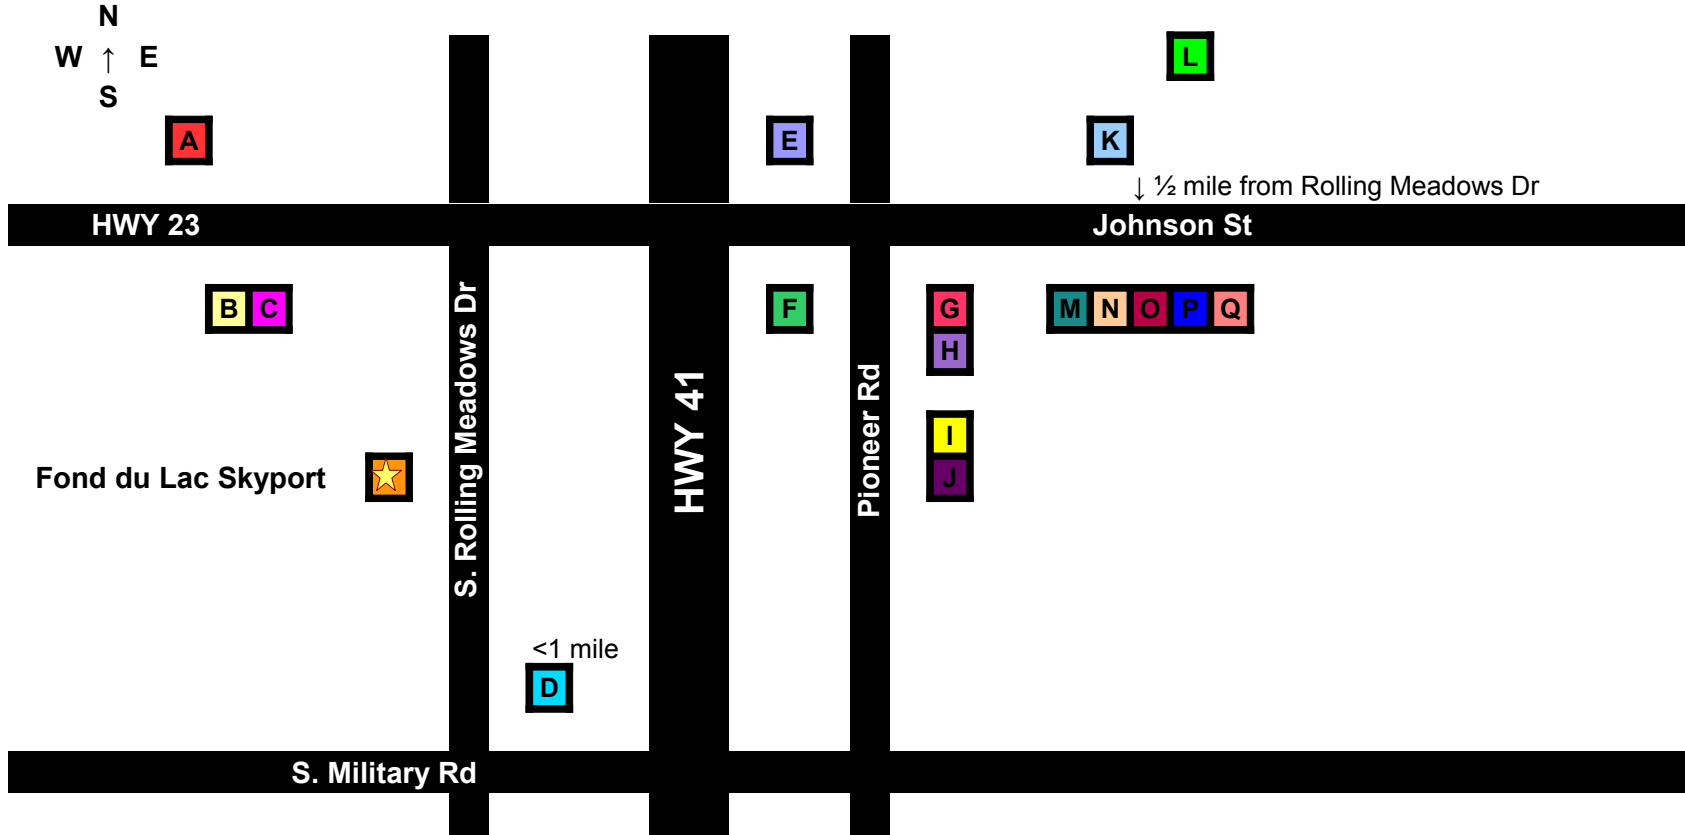 N
W ↑ E
S
L
A
E
K
↓ ½ mile from Rolling Meadows Dr
HWY 23
Johnson St
B C
F
G
M N O P Q
H
I
Fond du Lac Skyport
J
S. Rolling Meadows Dr
HWY 41
Pioneer Rd
<1 mile
D
S. Military Rd